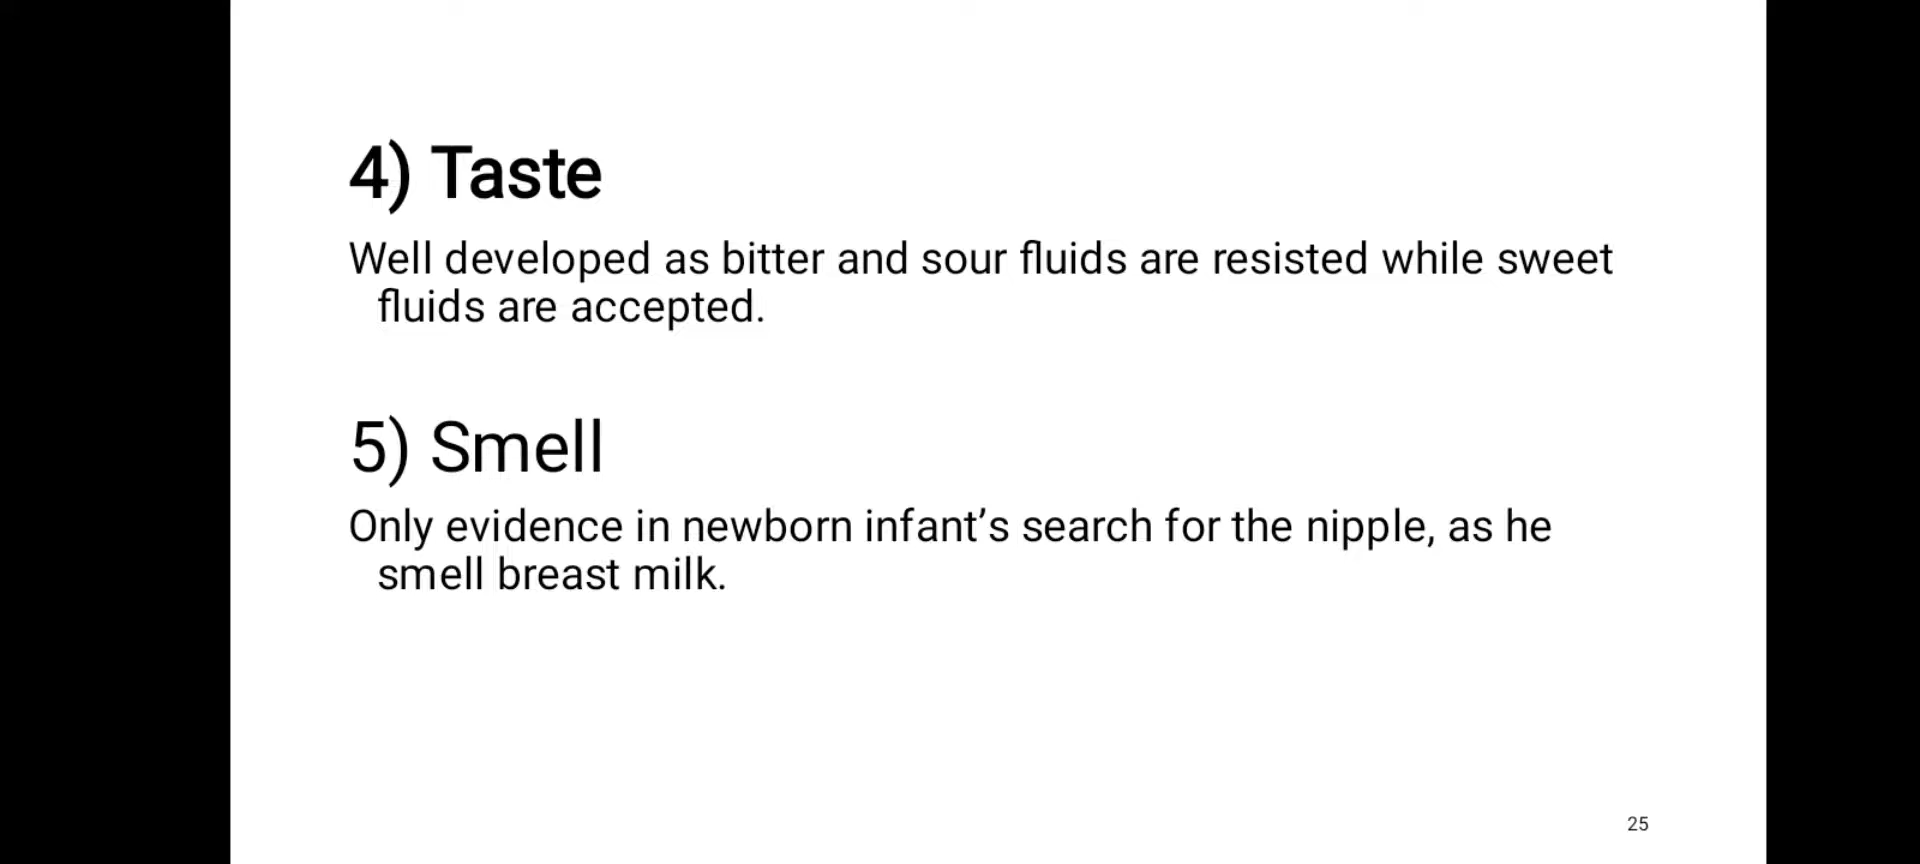 4) Taste
Well developed as bitter and sour fluids are resisted while sweet
fluids are accepted.
5) Smell
Only evidence in newborn infant’s search for the nipple, as he
smell breast milk.
25